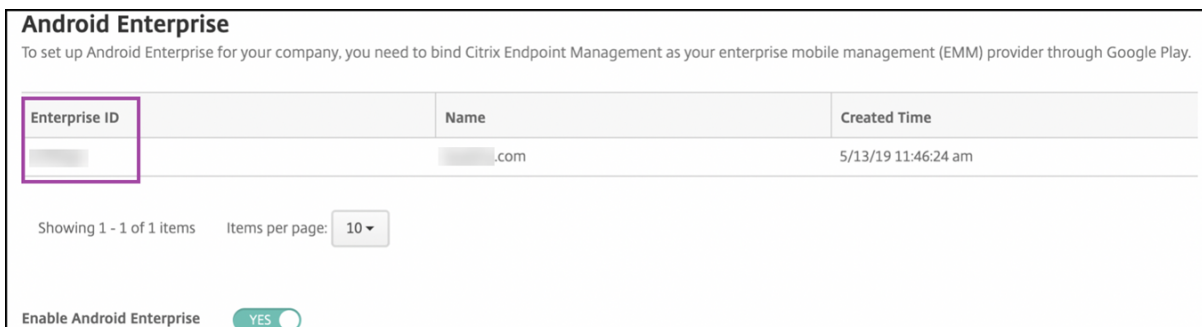 Android Enterprise
To set up Android Enterprise for your company, you need to bind Citrix Endpoint Management as your enterprise mobile management (EMM) provider through Google Play.
Enterprise ID Name Created Time
.com 5/13/19 11:46:24 am
Showing 1 - 1 of 1 items Items per page: 10
Enable Android Enterprise YES